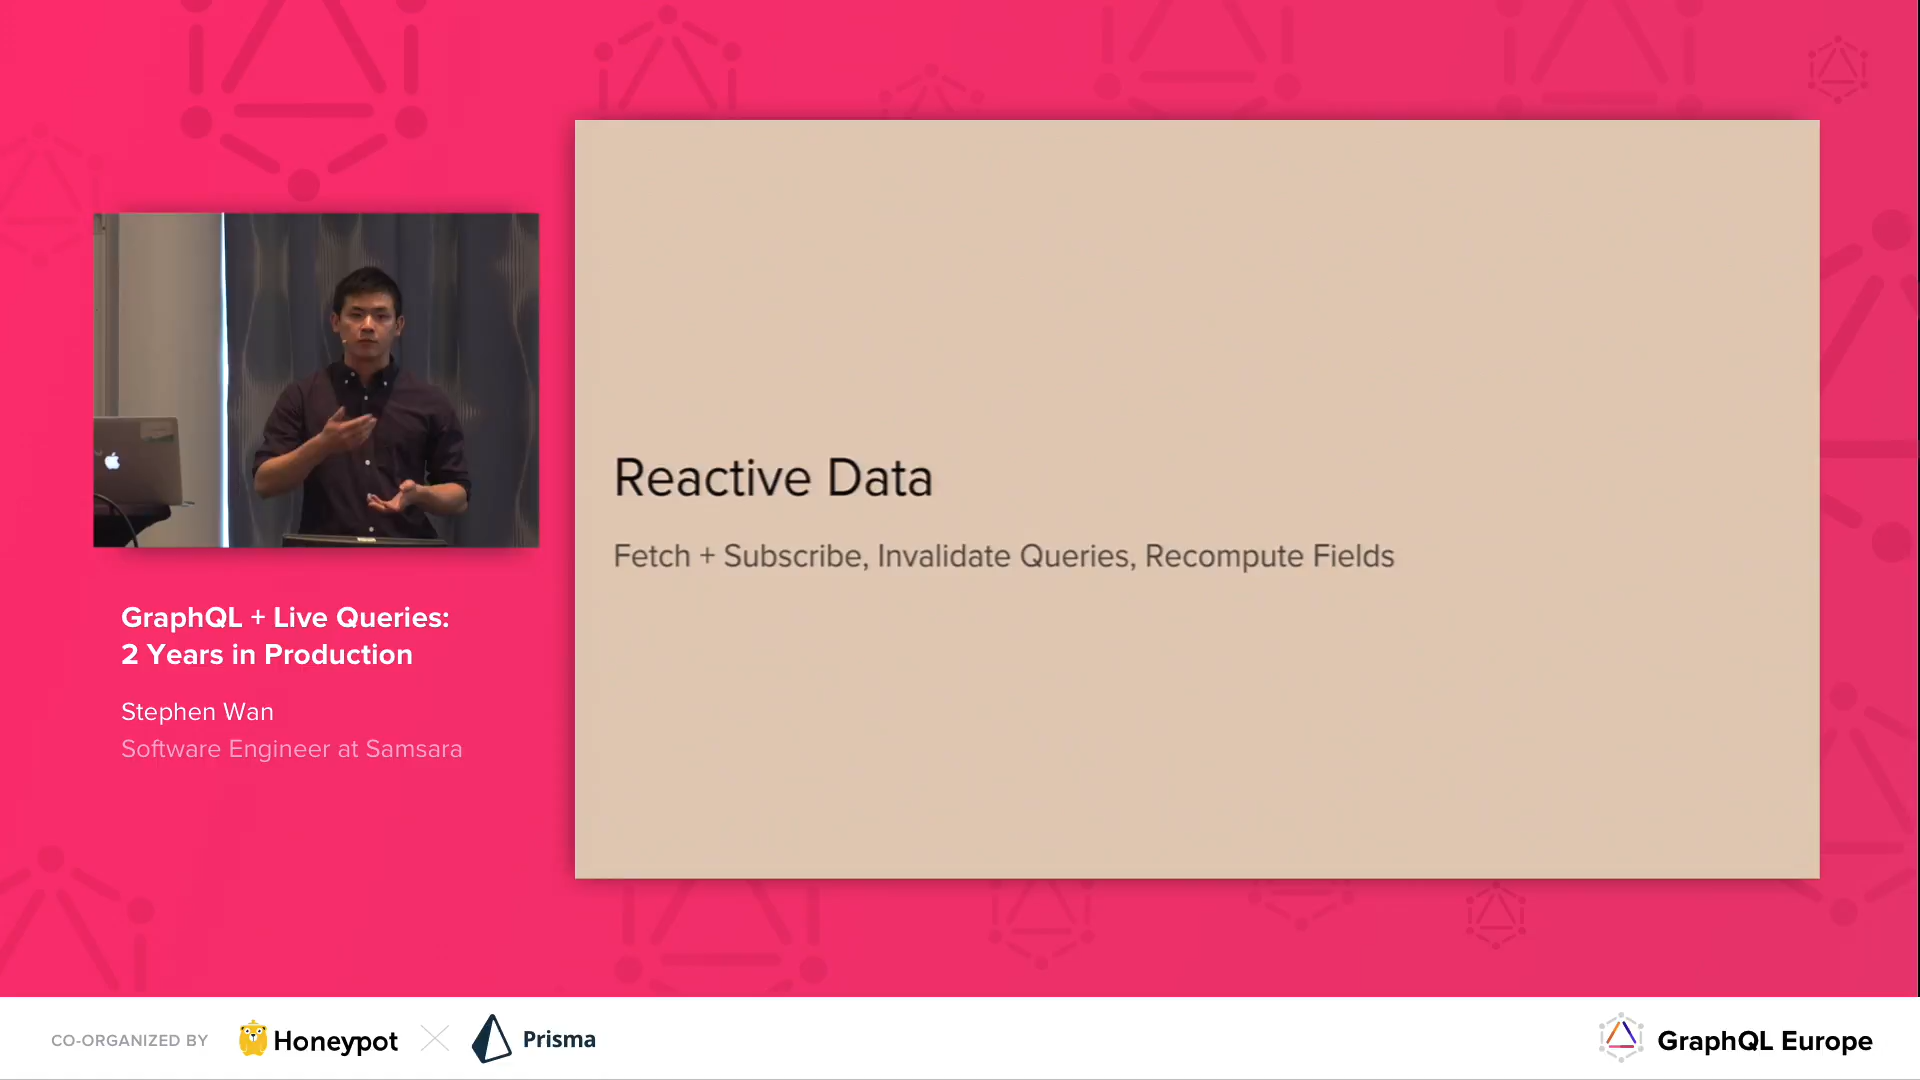 Reactive Data
Fetch + Subscribe, Invalidate Queries, Recompute Fields
GraphQL + Live Queries:
2 Years in Production
Stephen Wan
Software Engineer at Samsara
CO-ORGANIZED BY
Honeypot
Prisma
GraphQL Europe